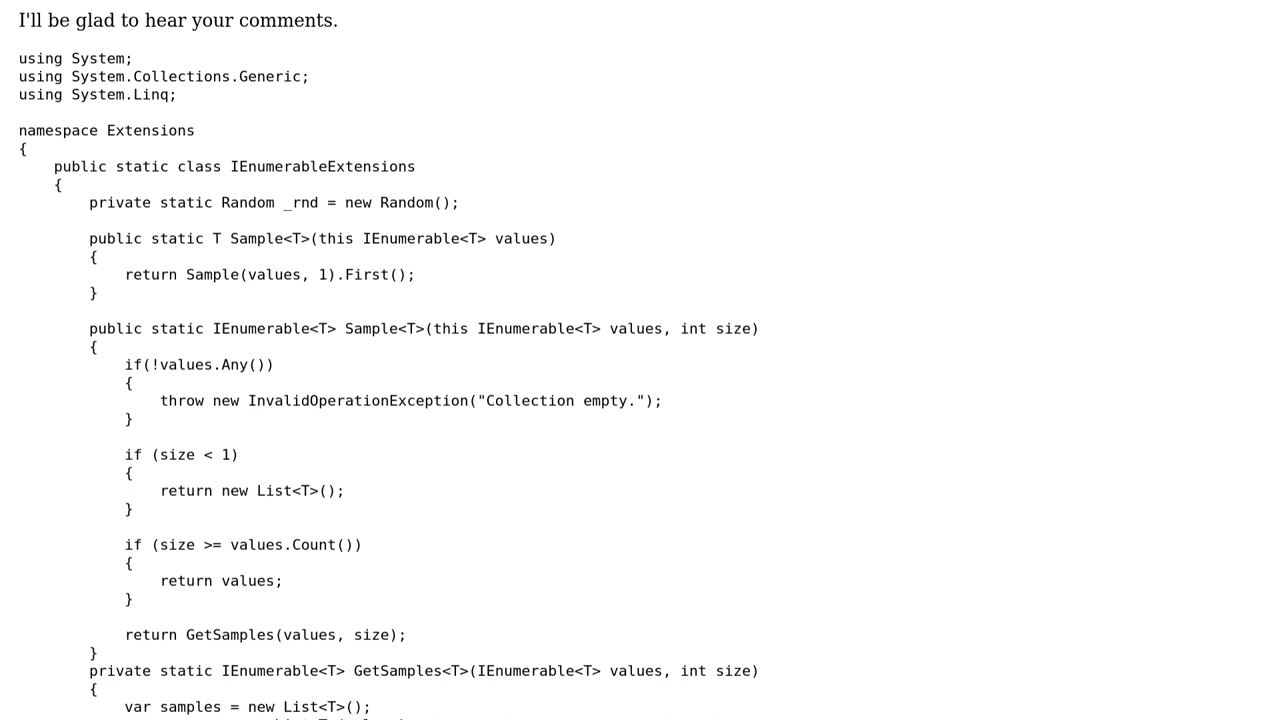 I'll be glad to hear your comments.
using System;
using System.Collections.Generic;
using System.Linq;
namespace Extensions
{
    public static class IEnumerableExtensions
    {
        private static Random _rnd = new Random();
        public static T Sample<T>(this IEnumerable<T> values)
        {
            return Sample(values, 1).First();
        }
        public static IEnumerable<T> Sample<T>(this IEnumerable<T> values, int size)
        {
            if(!values.Any())
            {
                throw new InvalidOperationException("Collection empty.");
            }
            if (size < 1)
            {
                return new List<T>();
            }
            if (size >= values.Count())
            {
                return values;
            }
            return GetSamples(values, size);
        }
        private static IEnumerable<T> GetSamples<T>(IEnumerable<T> values, int size)
        {
            var samples = new List<T>();